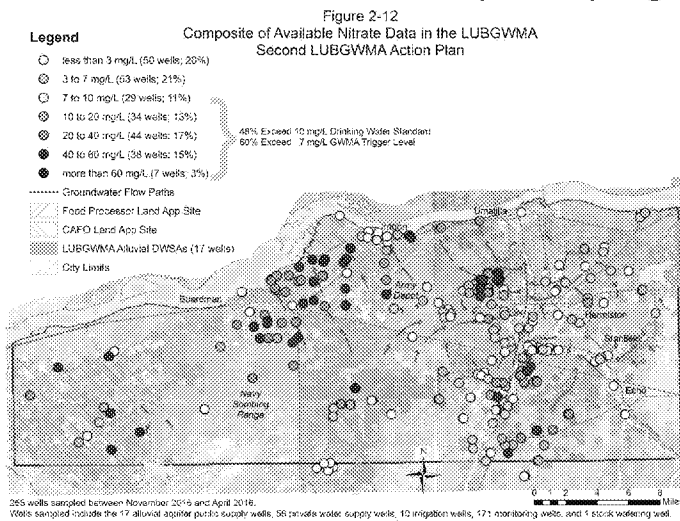 Figure 2-12
Composite of Available Nitrate Data in the LUBGWMA
Second LUBGWMA Action Plan
Legend
less than 3 mg/L (50 wells; 20%)
3 to 7 mg/L (53 wells; 21%)
7 to 10 mg/L (29 wells; 11%)
10 to 20 mg/L (34 wells; 13%)
20 to 40 mg/L (44 wells; 17%)
40 to 60 mg/L (38 wells; 15%)
more than 60 mg/L (7 wells; 3%)
48% Exceed 10 mg/L Drinking Water Standard
60% Exceed 7 mg/L GWMA Trigger Level
Groundwater Flow Paths
Food Processor Land App Site
CAFO Land App Site
LUBGWMA Alluvial DWSAs (17 wells)
City Limits
Umatilla
Irrigon
Army
Depot
Boardman
Hermiston
Stanfield
Echo
Navy
Bombing
Range
N
0 2 4 6 8
Miles
255 wells sampled between November 2015 and April 2016.
Wells sampled include the 17 alluvial aquifer public supply wells, 56 private water supply wells, 10 irrigation wells, 171 monitoring wells, and 1 stock watering well.